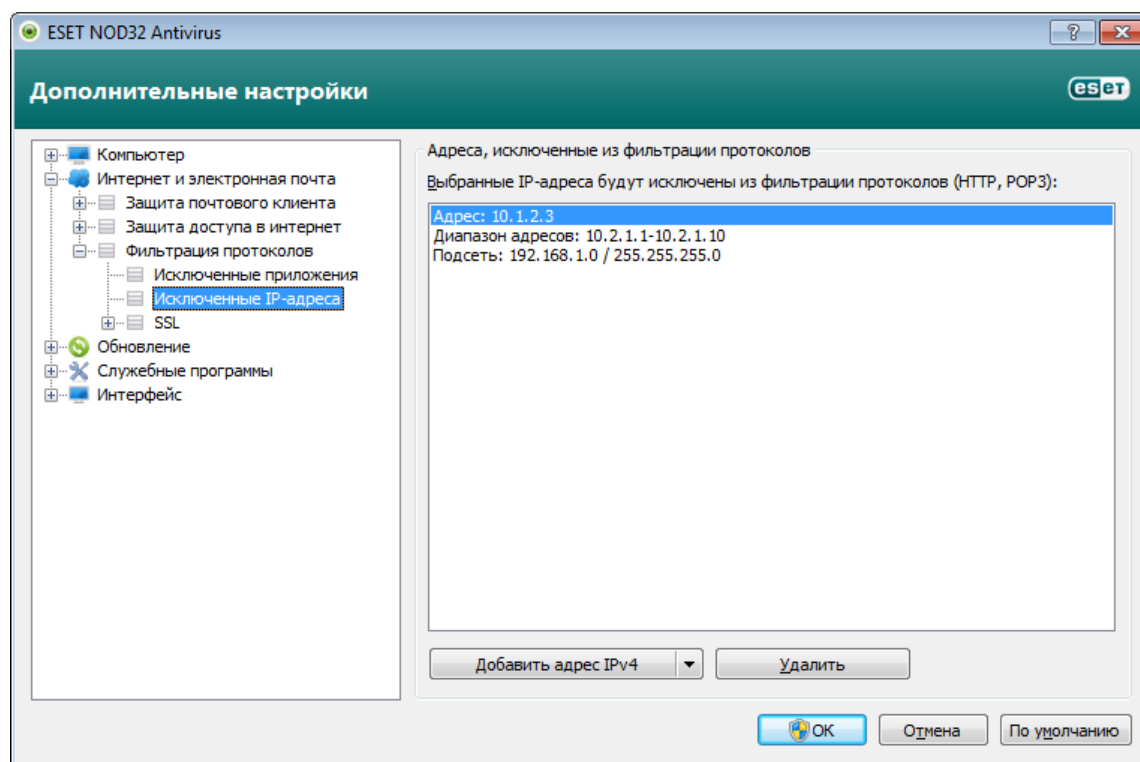 ESET NOD32 Antivirus
?
Дополнительные настройки
eset
Компьютер
Интернет и электронная почта
Защита почтового клиента
Защита доступа в интернет
Фильтрация протоколов
Исключенные приложения
Исключенные IP-адреса
SSL
Обновление
Служебные программы
Интерфейс
Адреса, исключенные из фильтрации протоколов
Выбранные IP-адреса будут исключены из фильтрации протоколов (HTTP, POP3):
Адрес: 10.1.2.3
Диапазон адресов: 10.2.1.1-10.2.1.10
Подсеть: 192.168.1.0 / 255.255.255.0
Добавить адрес IPv4
Удалить
OK
Отмена
По умолчанию